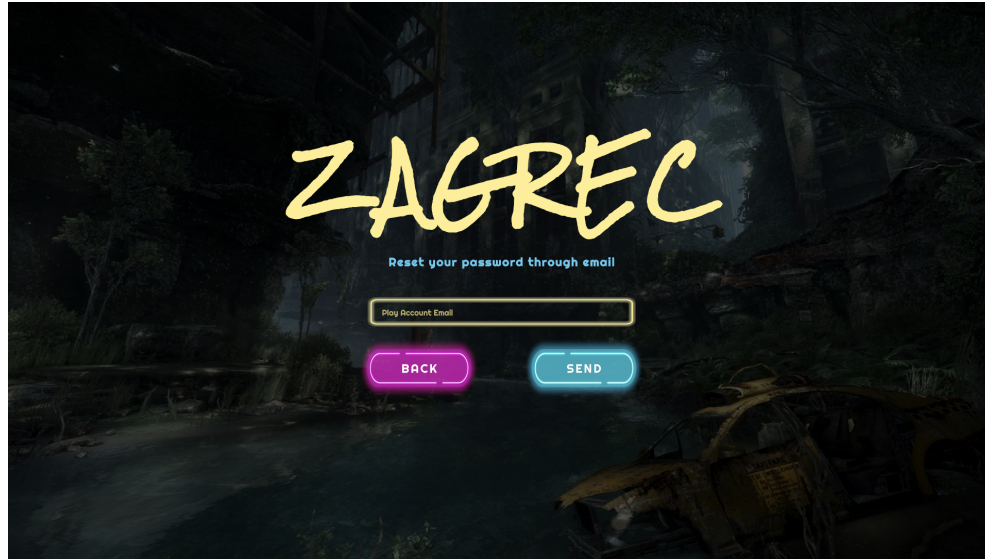 ZAGREC
Reset your password through email
Play Account Email
BACK
SEND